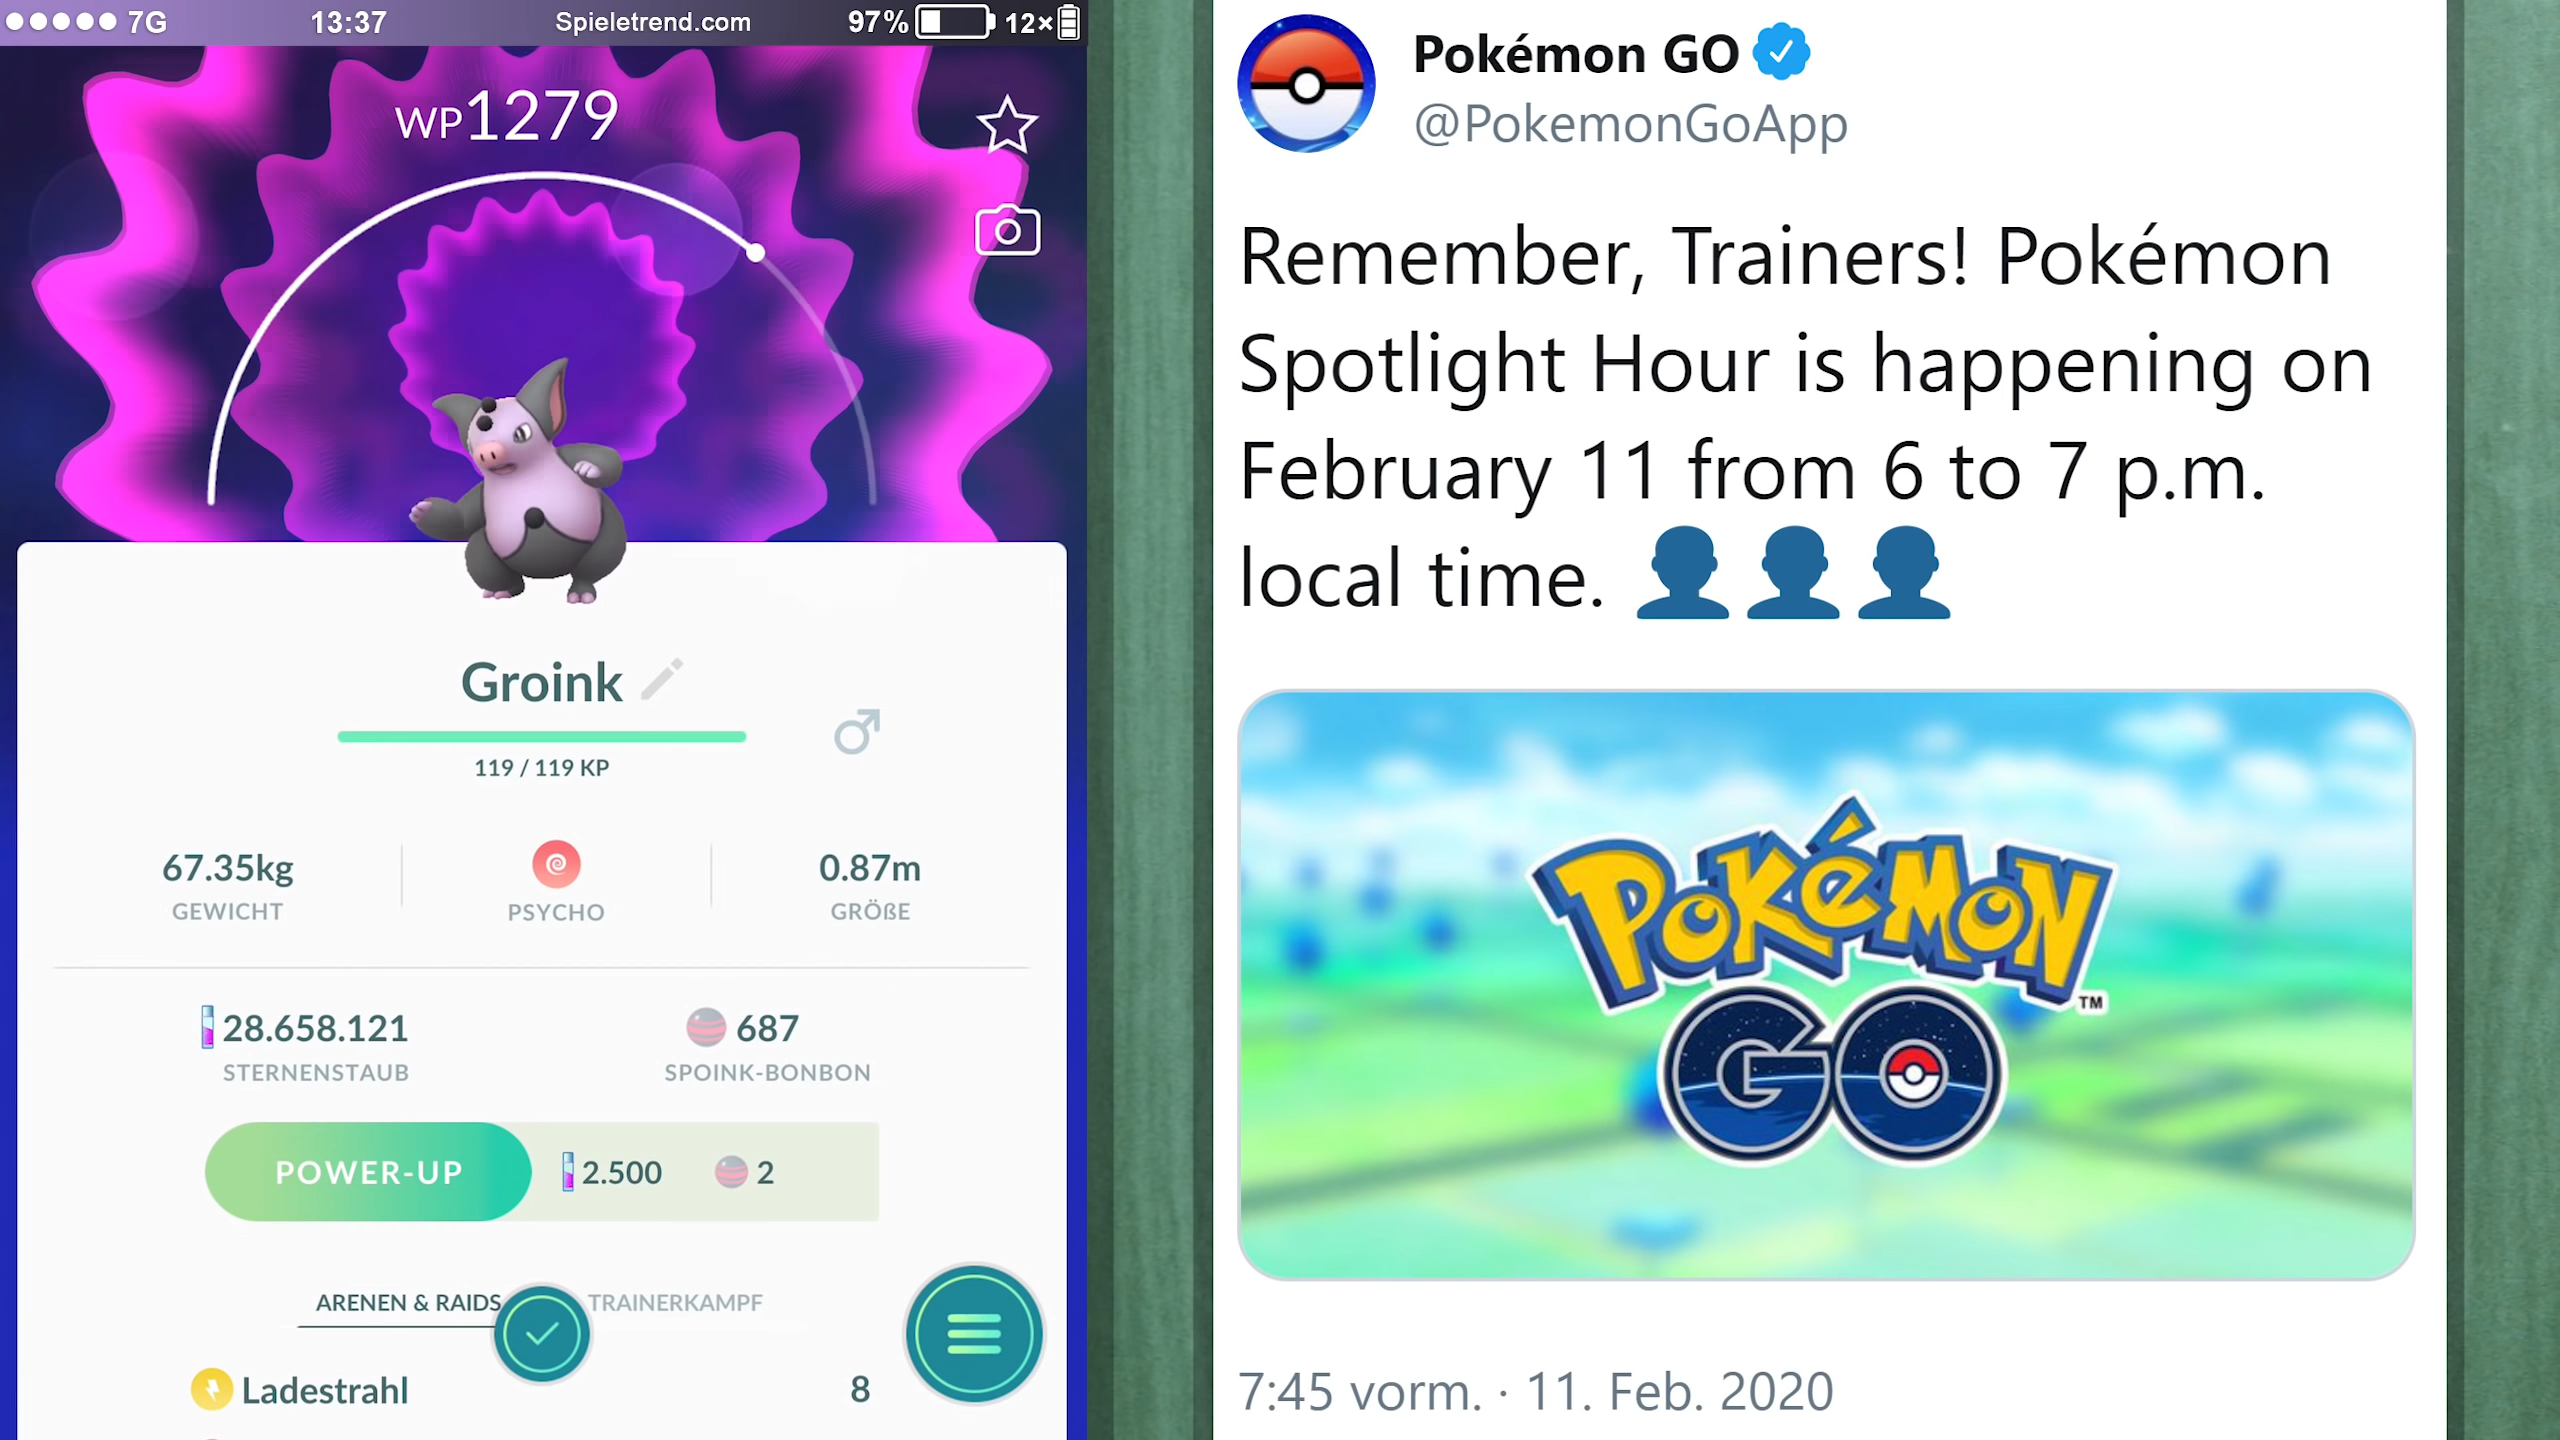 7G 13:37 Spieletrend.com 97% 12×
WP1279
Groink
119 / 119 KP
67.35kg
GEWICHT
PSYCHO
0.87m
GRÖßE
28.658.121
STERNENSTAUB
687
SPOINK-BONBON
POWER-UP 2.500 2
ARENEN & RAIDS TRAINERKAMPF
Ladestrahl 8
Pokémon GO
@PokemonGoApp
Remember, Trainers! Pokémon
Spotlight Hour is happening on
February 11 from 6 to 7 p.m.
local time. 👤👤👤
POKÉMON
GO
TM
7:45 vorm. · 11. Feb. 2020